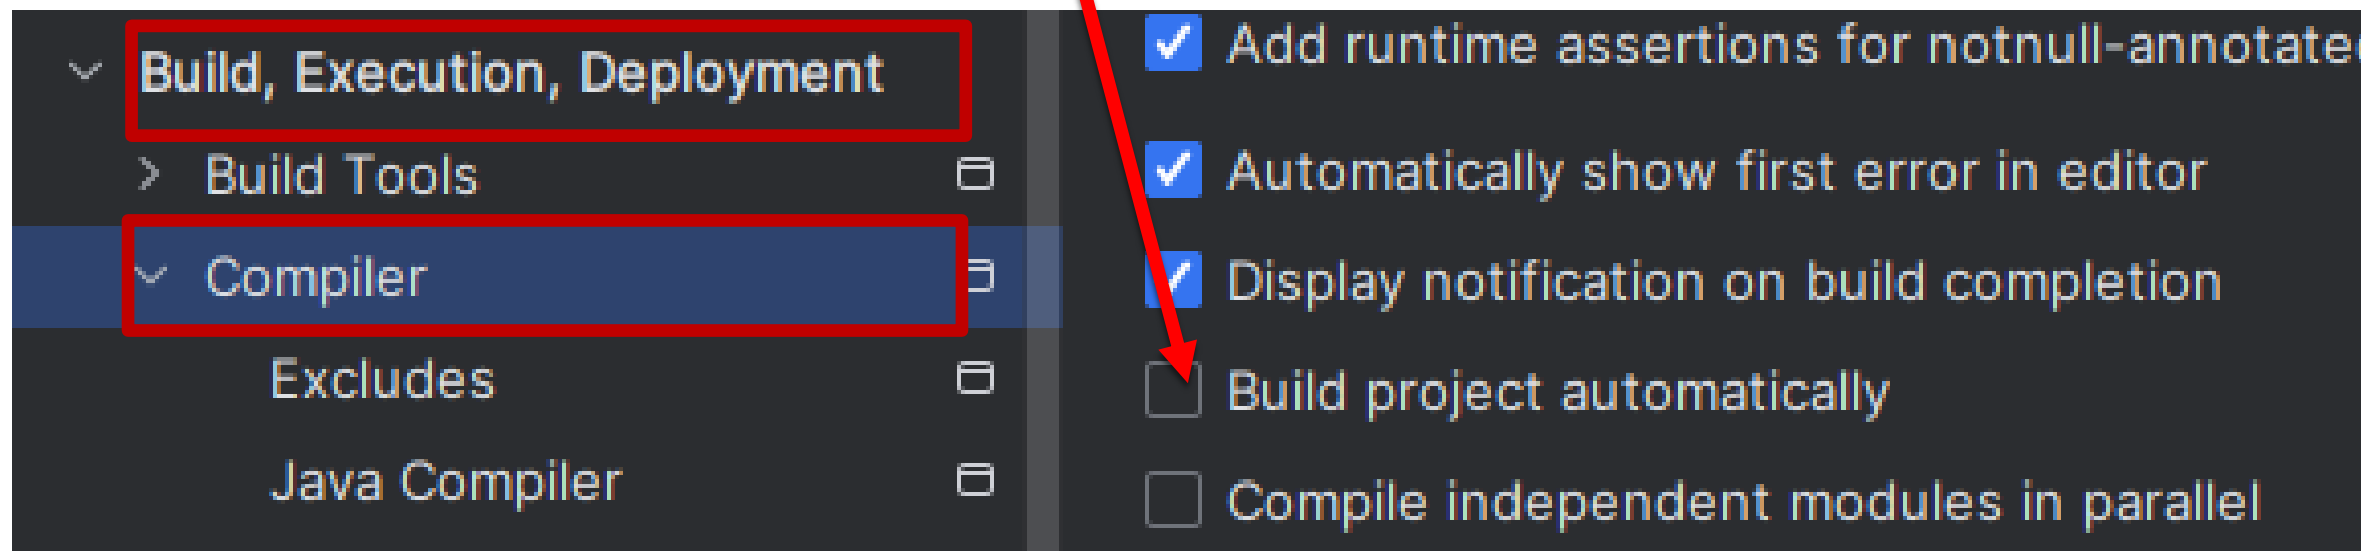 Build, Execution, Deployment
Build Tools
Compiler
Excludes
Java Compiler
Add runtime assertions for notnull-annotated
Automatically show first error in editor
Display notification on build completion
Build project automatically
Compile independent modules in parallel